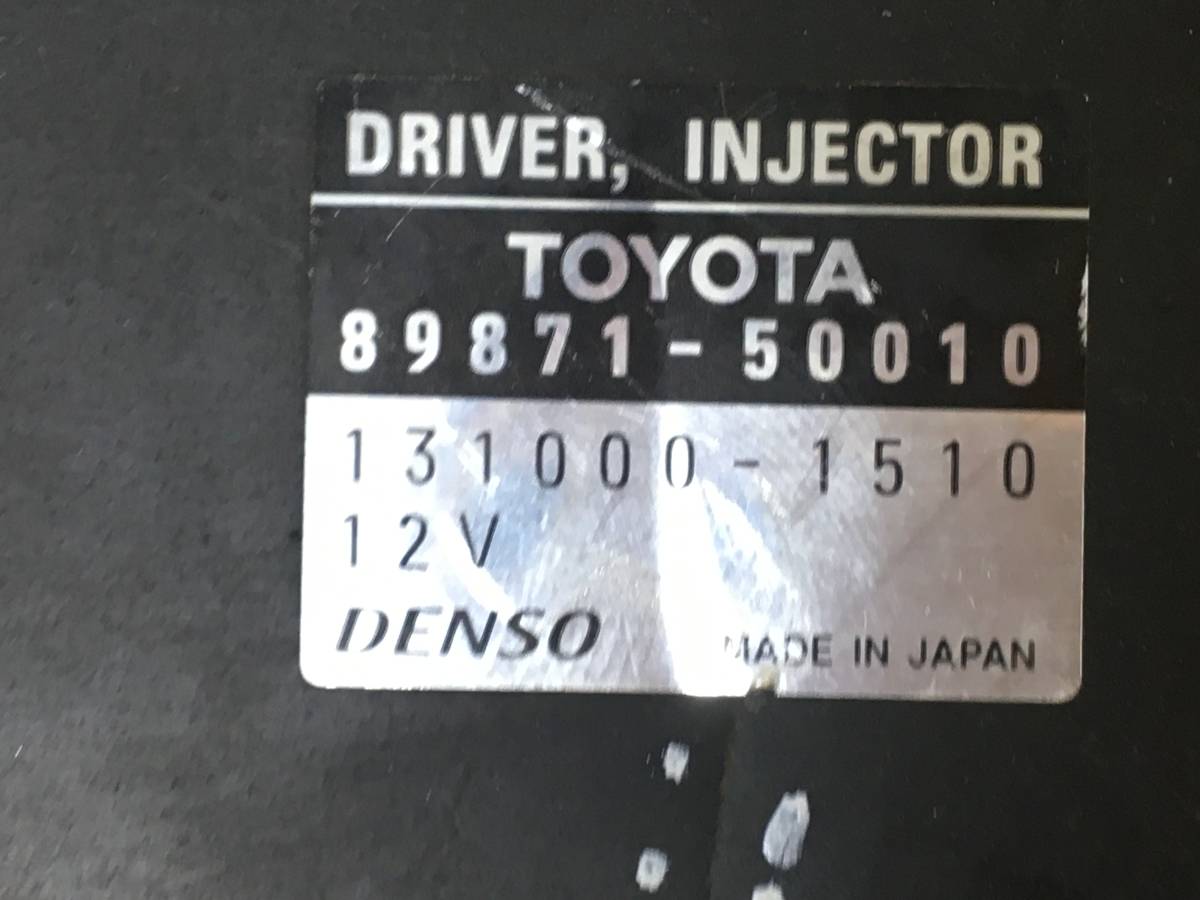 DRIVER, INJECTOR
TOYOTA
89871-50010
131000-1510
12V
DENSO
MADE IN JAPAN